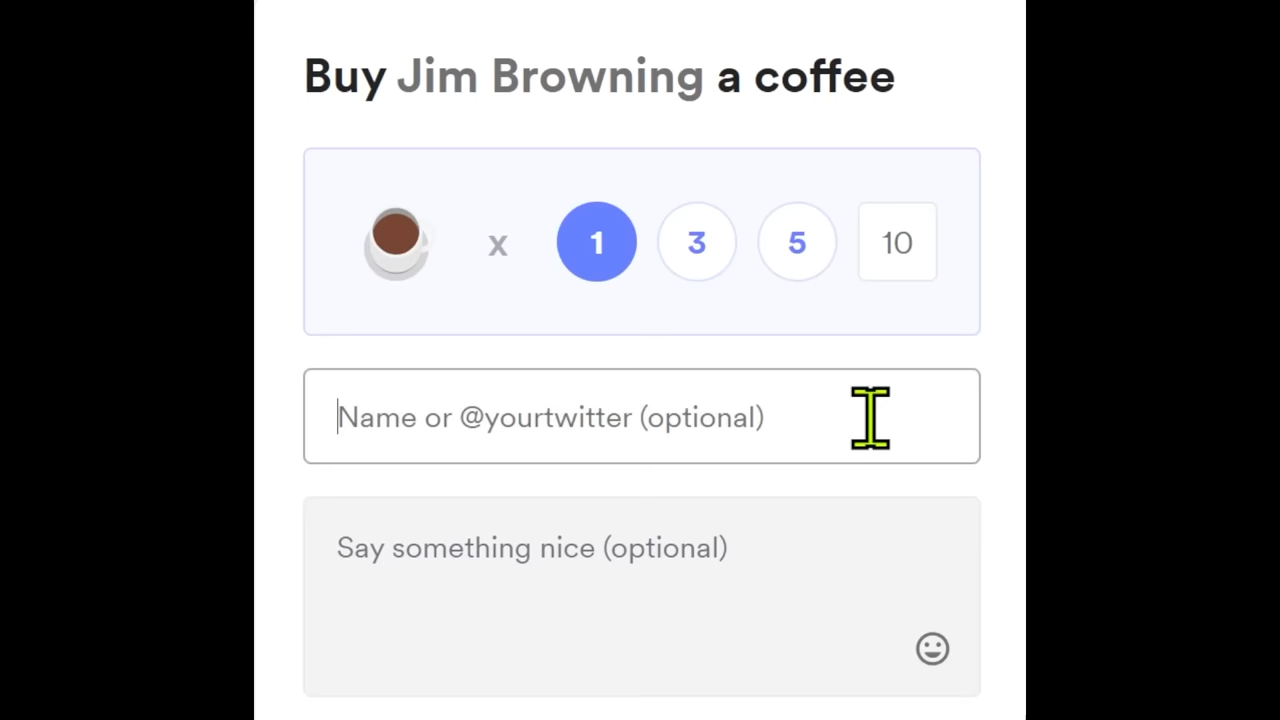 Buy Jim Browning a coffee
x 1 3 5 10
Name or @yourtwitter (optional)
Say something nice (optional)